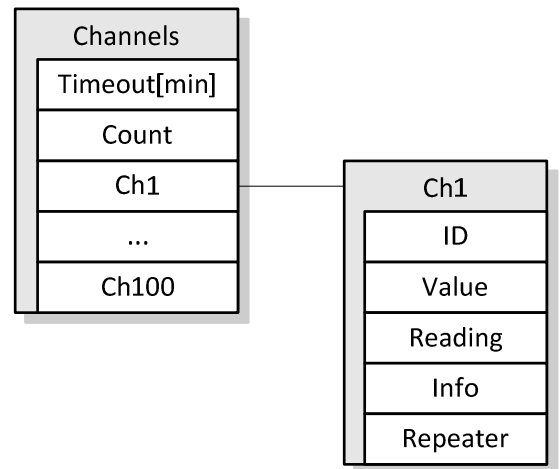 Channels
Timeout[min]
Count
Ch1
...
Ch100
Ch1
ID
Value
Reading
Info
Repeater